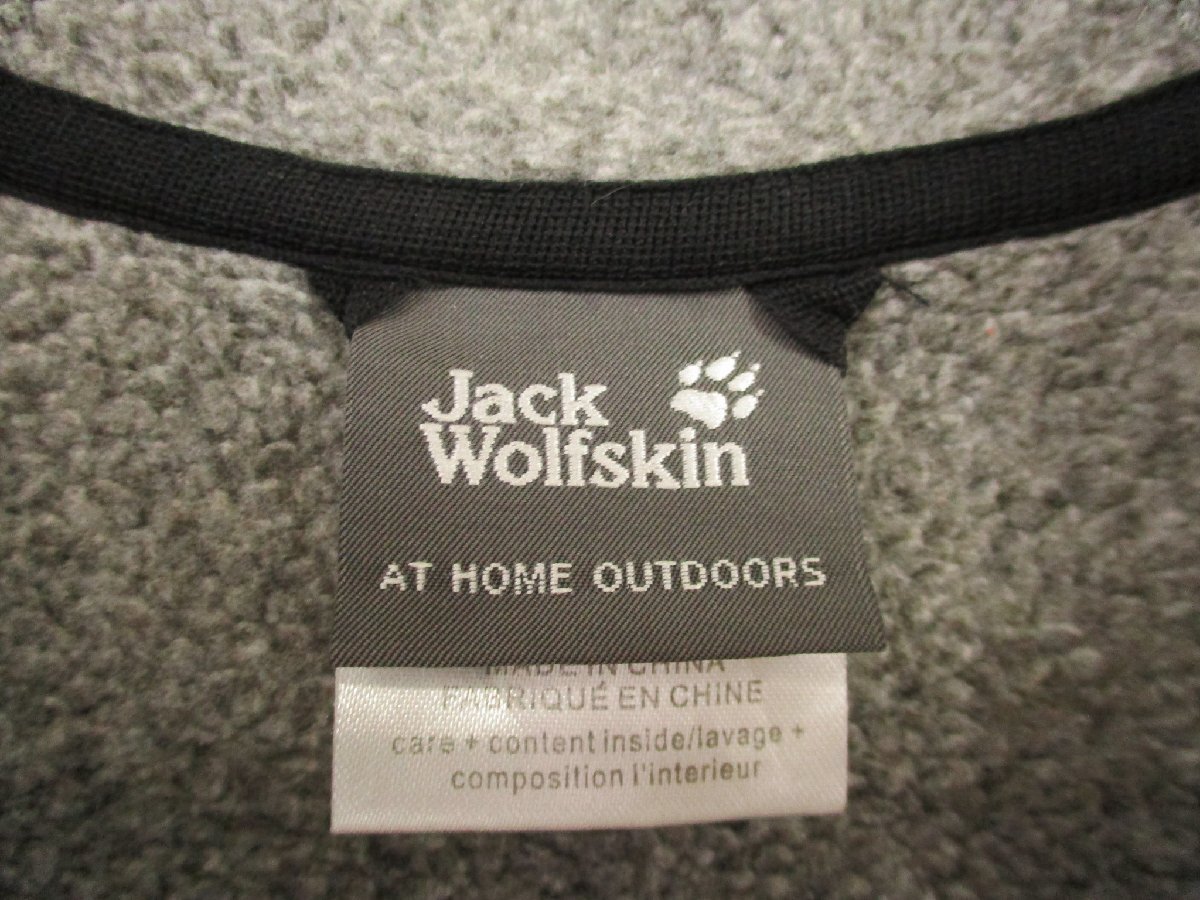 Jack
Wolfskin
AT HOME OUTDOORS
MADE IN CHINA
FABRIQUÉ EN CHINE
care + content inside/lavage +
composition l'interieur